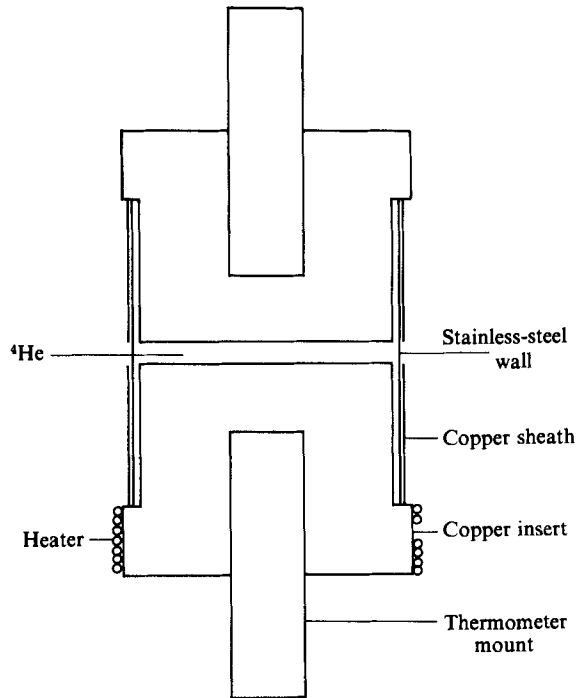 ⁴He
Stainless-steel
wall
Copper sheath
Heater
Copper insert
Thermometer
mount